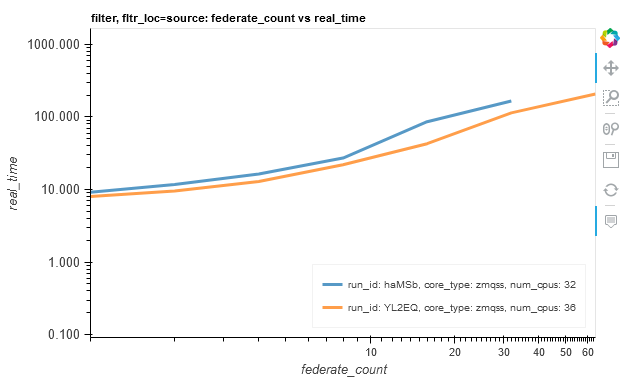 filter, fltr_loc=source: federate_count vs real_time
1000.000
100.000
10.000
1.000
0.100
real_time
run_id: haMSb, core_type: zmqss, num_cpus: 32
run_id: YL2EQ, core_type: zmqss, num_cpus: 36
10 20 30 40 50 60
federate_count